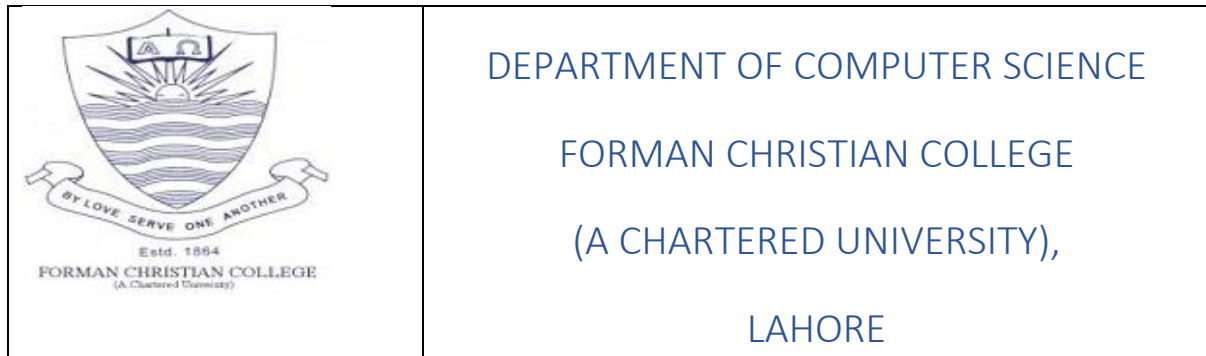 Α Ω
BY LOVE SERVE ONE ANOTHER
Estd. 1864
FORMAN CHRISTIAN COLLEGE
(A Chartered University)
DEPARTMENT OF COMPUTER SCIENCE
FORMAN CHRISTIAN COLLEGE
(A CHARTERED UNIVERSITY),
LAHORE